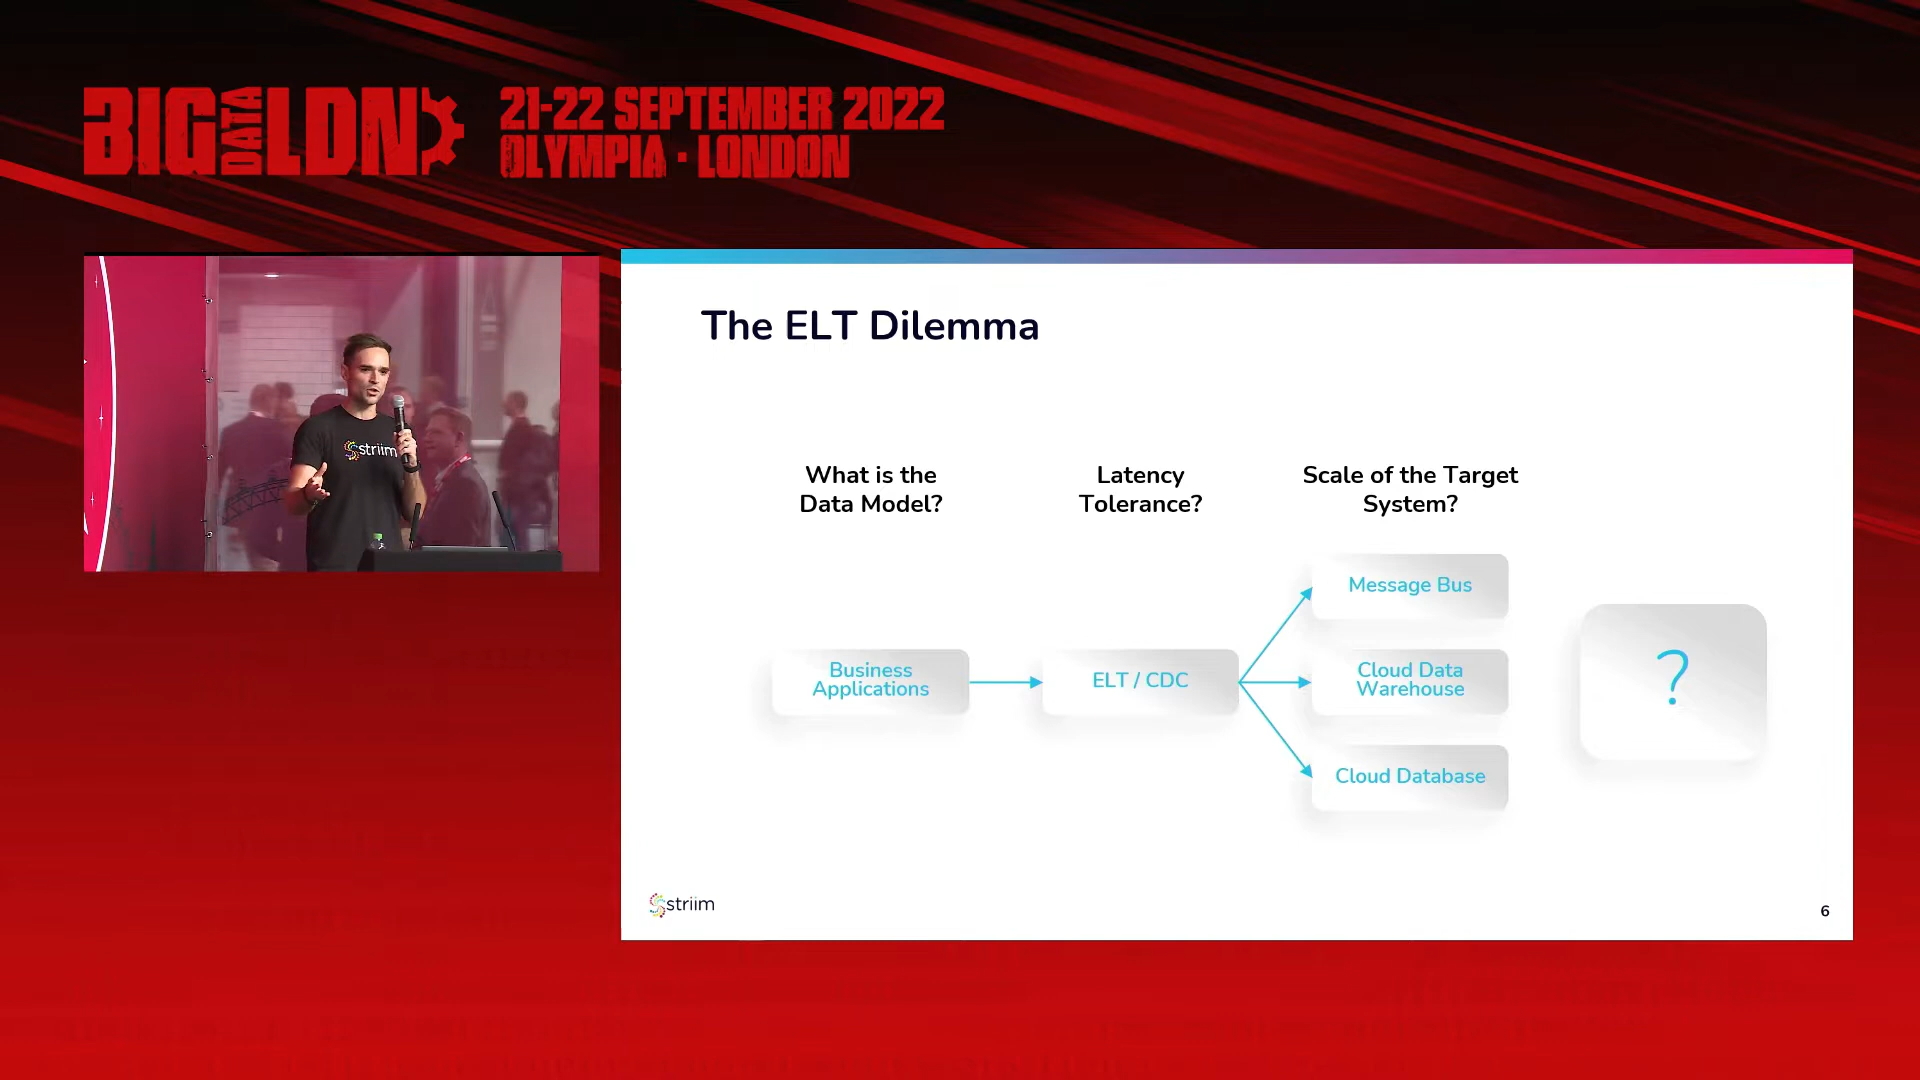 BIG DATA LDN
21-22 SEPTEMBER 2022
OLYMPIA · LONDON
striim
The ELT Dilemma
What is the
Data Model?
Latency
Tolerance?
Scale of the Target
System?
Message Bus
Business
Applications
ELT / CDC
Cloud Data
Warehouse
?
Cloud Database
striim
6